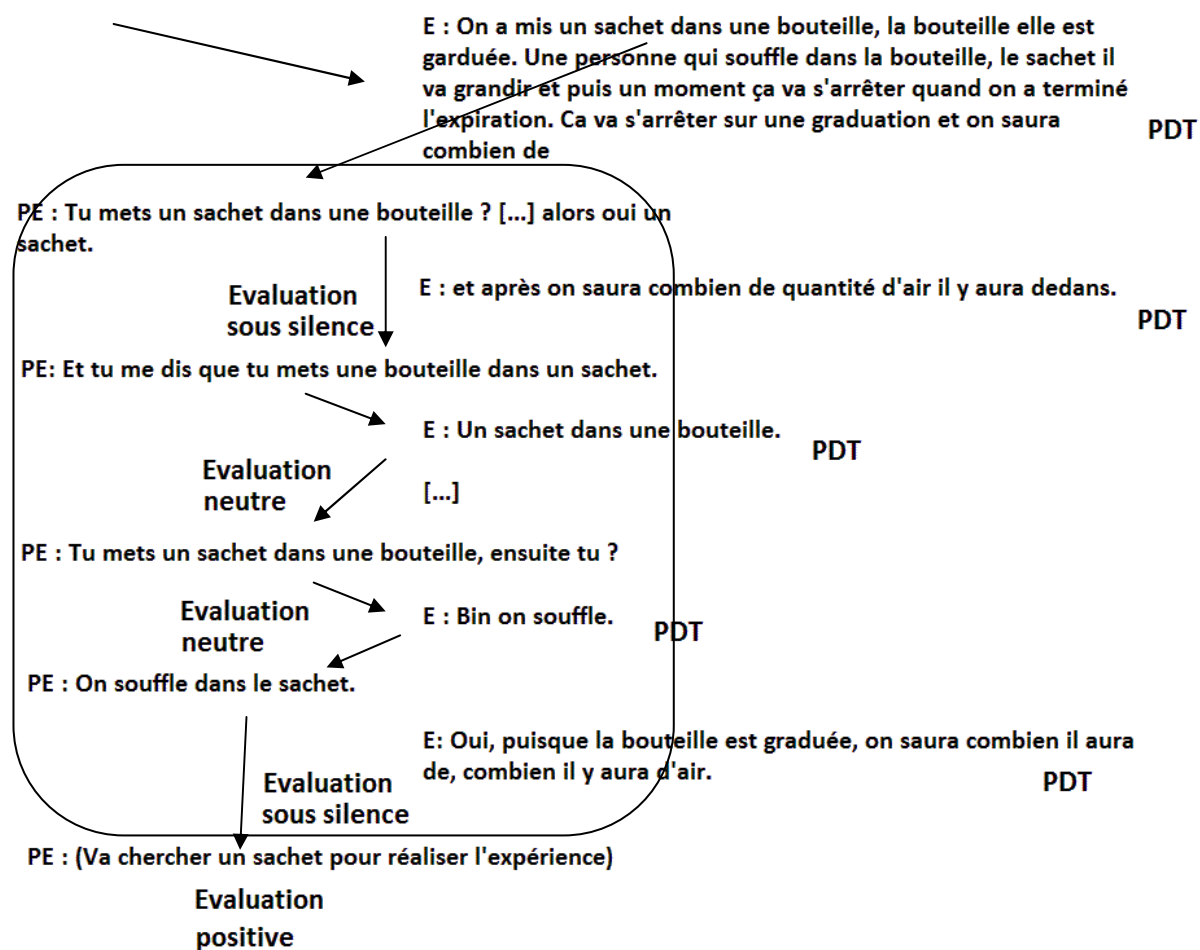 E : On a mis un sachet dans une bouteille, la bouteille elle est
garduée. Une personne qui souffle dans la bouteille, le sachet il
va grandir et puis un moment ça va s'arrêter quand on a terminé
l'expiration. Ca va s'arrêter sur une graduation et on saura
combien de
PDT
PE : Tu mets un sachet dans une bouteille ? [...] alors oui un
sachet.
Evaluation
sous silence
E : et après on saura combien de quantité d'air il y aura dedans.
PDT
PE: Et tu me dis que tu mets une bouteille dans un sachet.
E : Un sachet dans une bouteille.
PDT
Evaluation
neutre
[...]
PE : Tu mets un sachet dans une bouteille, ensuite tu ?
Evaluation
neutre
E : Bin on souffle.
PDT
PE : On souffle dans le sachet.
E: Oui, puisque la bouteille est graduée, on saura combien il aura
de, combien il y aura d'air.
PDT
Evaluation
sous silence
PE : (Va chercher un sachet pour réaliser l'expérience)
Evaluation
positive